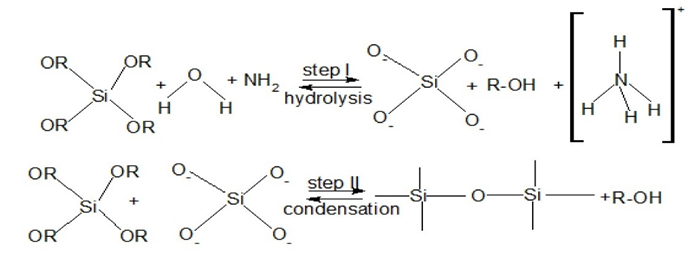 +
H
OR OR O O- O-
step I
Si + H H + NH2 Si + R-OH + N
hydrolysis
OR OR O- O- H H H
OR OR O- O-
step II
Si + Si Si O Si +R-OH
condensation
OR OR O- O-